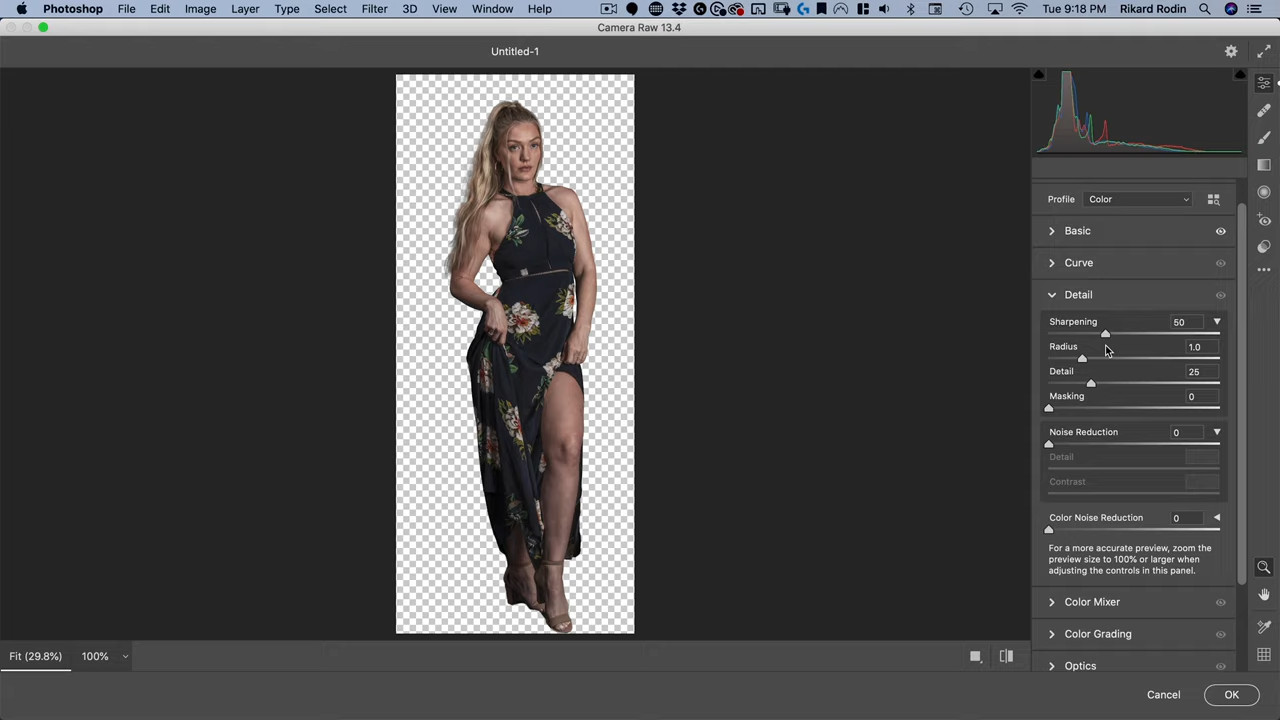 Photoshop File Edit Image Layer Type Select Filter 3D View Window Help Tue 9:18 PM Rikard Rodin
Camera Raw 13.4
Untitled-1
Profile Color
Basic
Curve
Detail
Sharpening 50
Radius 1.0
Detail 25
Masking 0
Noise Reduction 0
Detail
Contrast
Color Noise Reduction 0
For a more accurate preview, zoom the
preview size to 100% or larger when
adjusting the controls in this panel.
Color Mixer
Color Grading
Optics
Fit (29.8%) 100%
Cancel OK